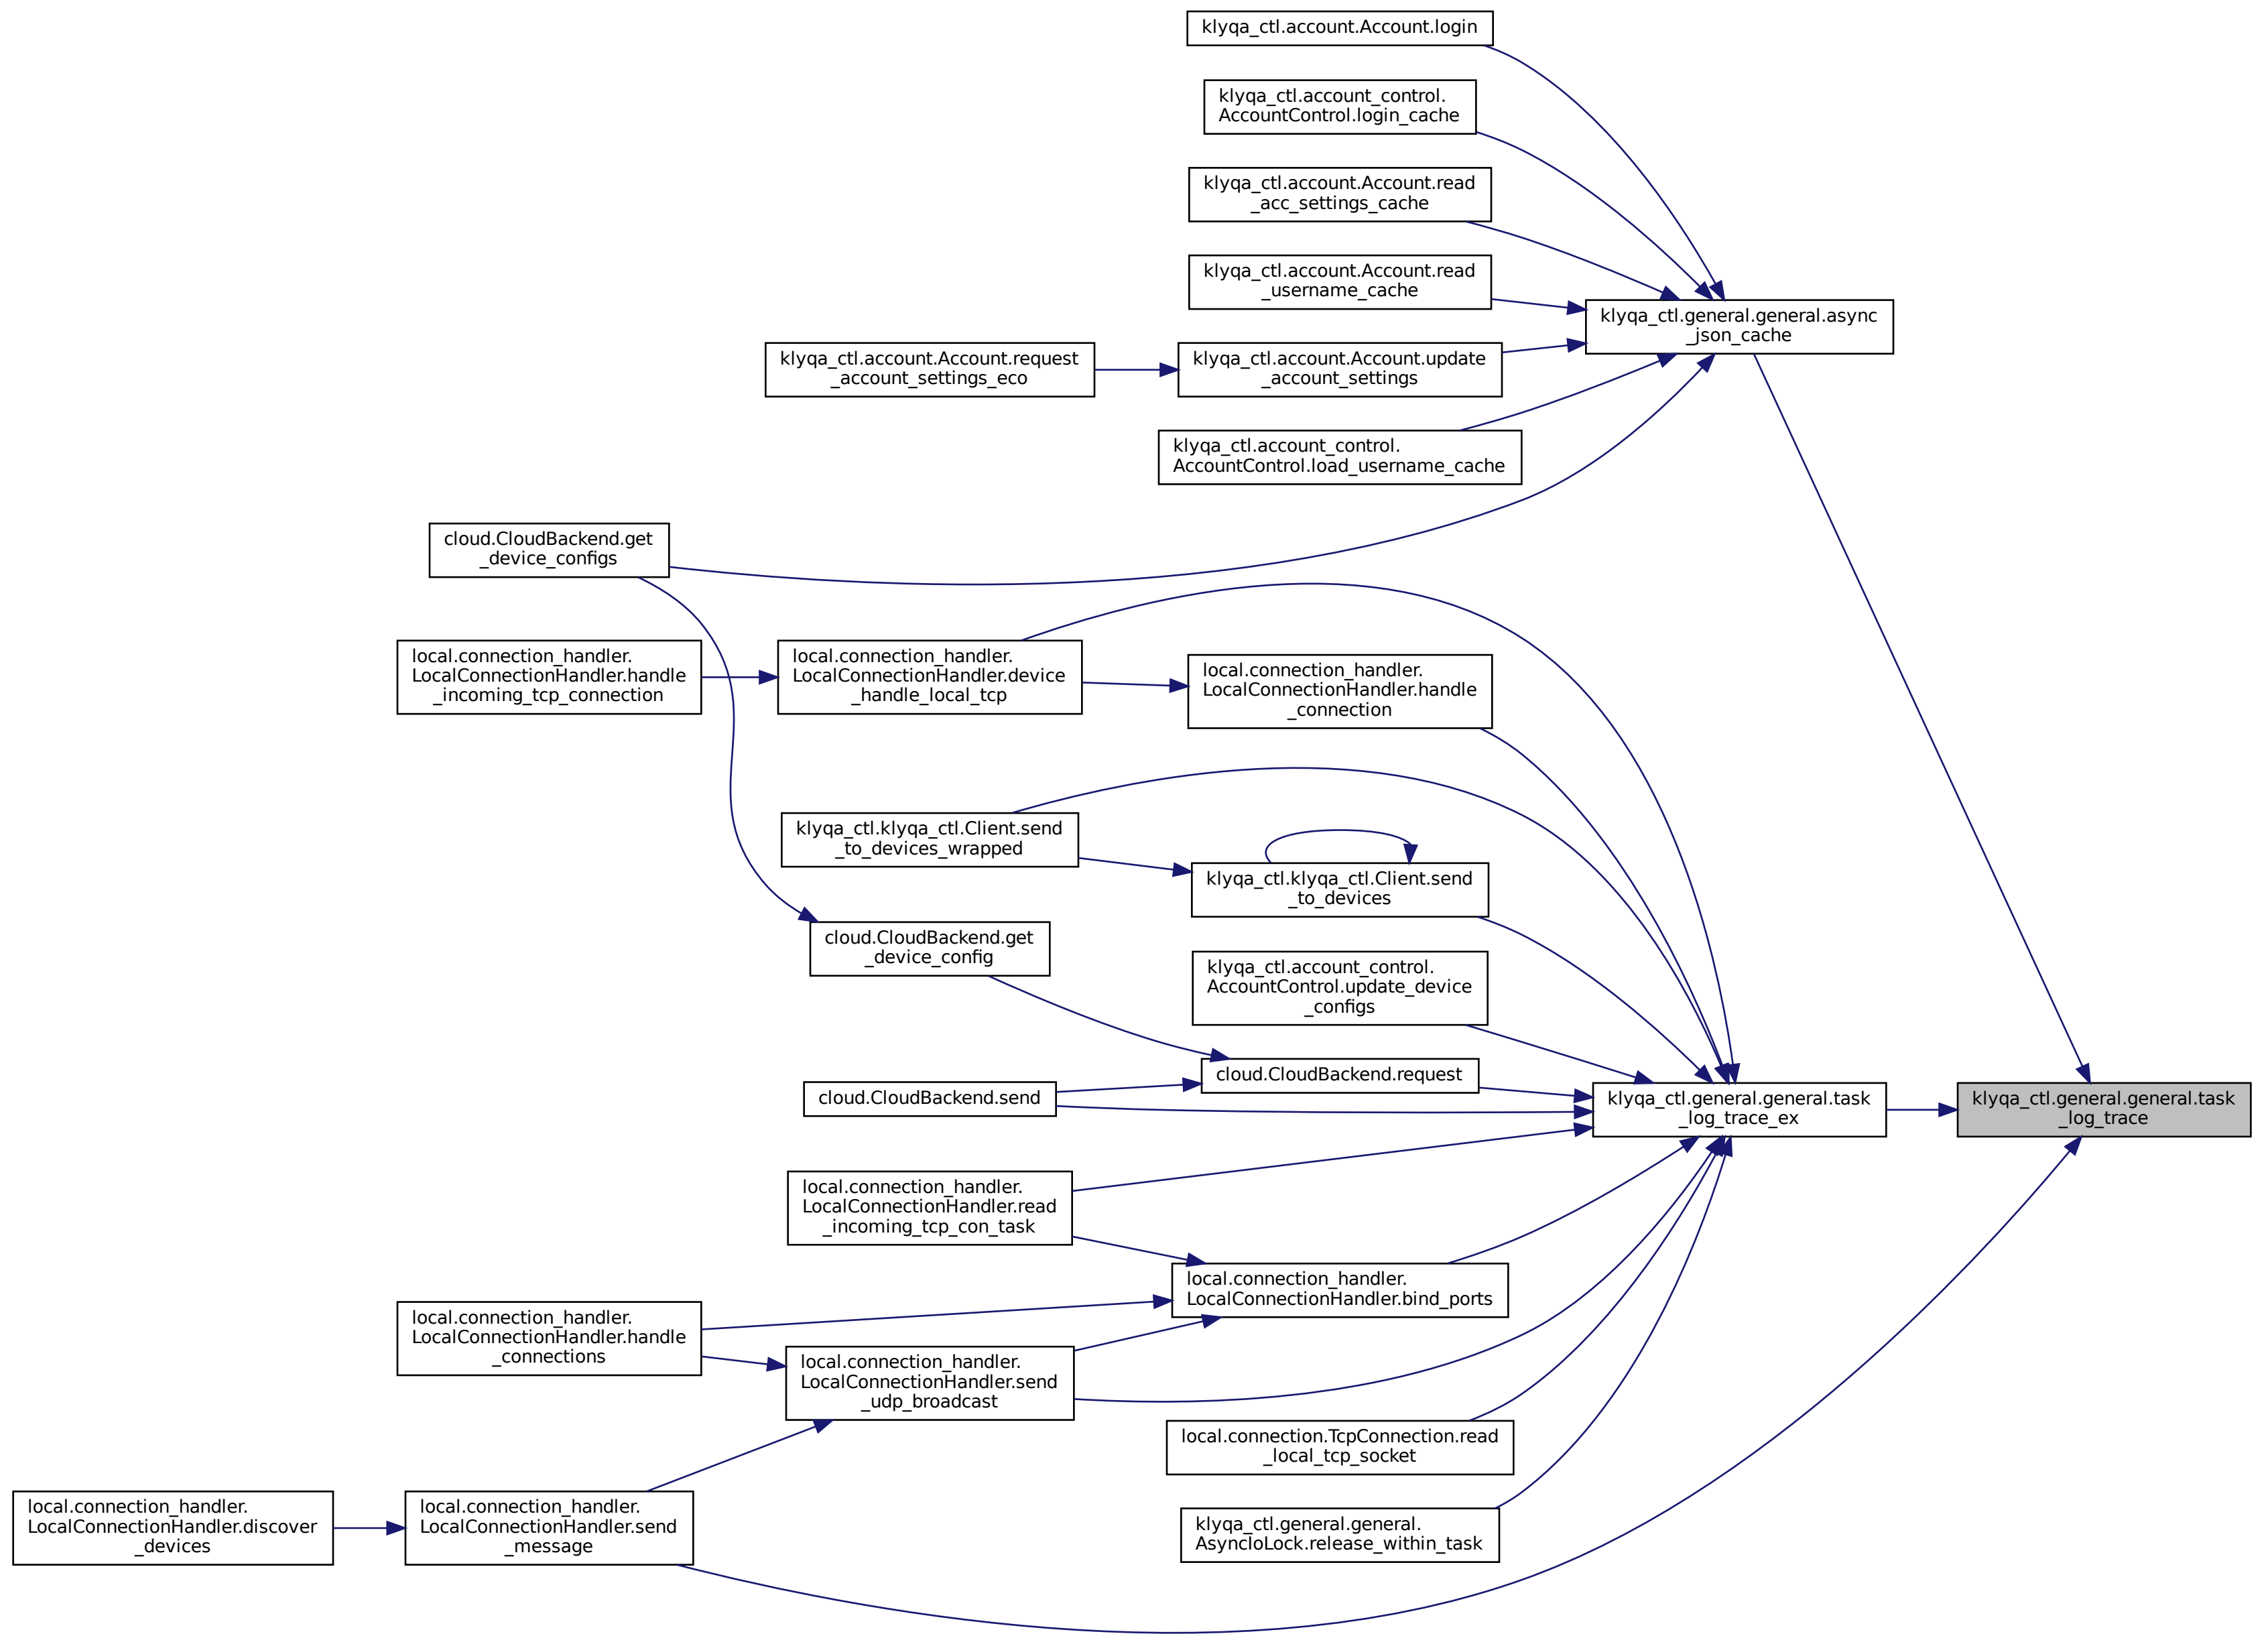 klyqa_ctl.account.Account.login
klyqa_ctl.account_control.
AccountControl.login_cache
klyqa_ctl.account.Account.read
_acc_settings_cache
klyqa_ctl.account.Account.read
_username_cache
klyqa_ctl.general.general.async
_json_cache
klyqa_ctl.account.Account.request
_account_settings_eco
klyqa_ctl.account.Account.update
_account_settings
klyqa_ctl.account_control.
AccountControl.load_username_cache
cloud.CloudBackend.get
_device_configs
local.connection_handler.
LocalConnectionHandler.handle
_incoming_tcp_connection
local.connection_handler.
LocalConnectionHandler.device
_handle_local_tcp
local.connection_handler.
LocalConnectionHandler.handle
_connection
klyqa_ctl.klyqa_ctl.Client.send
_to_devices_wrapped
klyqa_ctl.klyqa_ctl.Client.send
_to_devices
cloud.CloudBackend.get
_device_config
klyqa_ctl.account_control.
AccountControl.update_device
_configs
cloud.CloudBackend.request
cloud.CloudBackend.send
klyqa_ctl.general.general.task
_log_trace_ex
klyqa_ctl.general.general.task
_log_trace
local.connection_handler.
LocalConnectionHandler.read
_incoming_tcp_con_task
local.connection_handler.
LocalConnectionHandler.bind_ports
local.connection_handler.
LocalConnectionHandler.handle
_connections
local.connection_handler.
LocalConnectionHandler.send
_udp_broadcast
local.connection.TcpConnection.read
_local_tcp_socket
local.connection_handler.
LocalConnectionHandler.discover
_devices
local.connection_handler.
LocalConnectionHandler.send
_message
klyqa_ctl.general.general.
AsyncIoLock.release_within_task